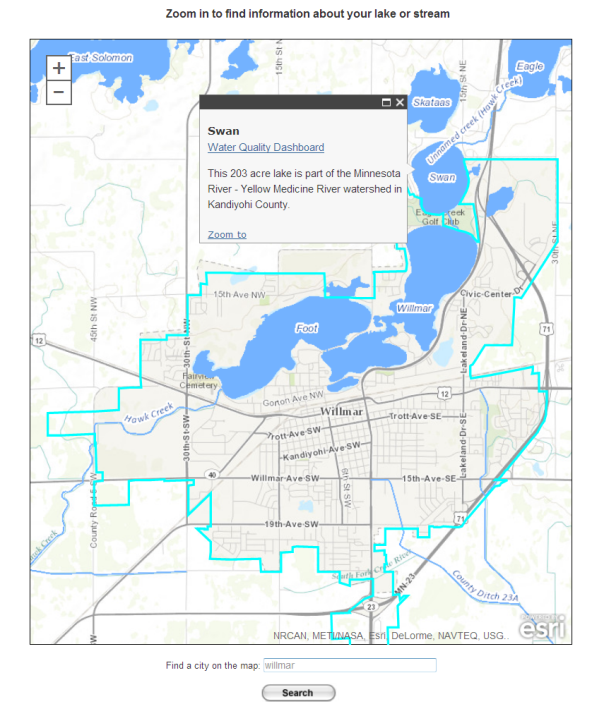 Zoom in to find information about your lake or stream
East Solomon
15th St N
Eagle
+
−
Skataas
15th St NE
Unnamed creek (Hawk Creek)
Swan
Water Quality Dashboard
This 203 acre lake is part of the Minnesota
River - Yellow Medicine River watershed in
Kandiyohi County.
Zoom to
Swan
Golf Club
30th St NE
15th Ave NW
Civic-Center-Dr
Willmar
45th St NW
30th-St-NW
Foot
Lakeland-Dr-NE
71
12
Fairview
Cemetery
Gorton Ave NW
12
Hawk Creek
Willmar
Trott-Ave-SE
Trott-Ave-SW
30th-St-SW
Kandiyohi-Ave-SW
Lakeland-Dr-SE
40
Willmar Ave SW
15th-Ave-SE
County Road 5 SW
6th St SW
19th Ave SW
71
South Fork Crow River
County Ditch 23A
MN-23
23
NRCAN, METI/NASA, Esri, DeLorme, NAVTEQ, USG..
esri
Find a city on the map: willmar
Search